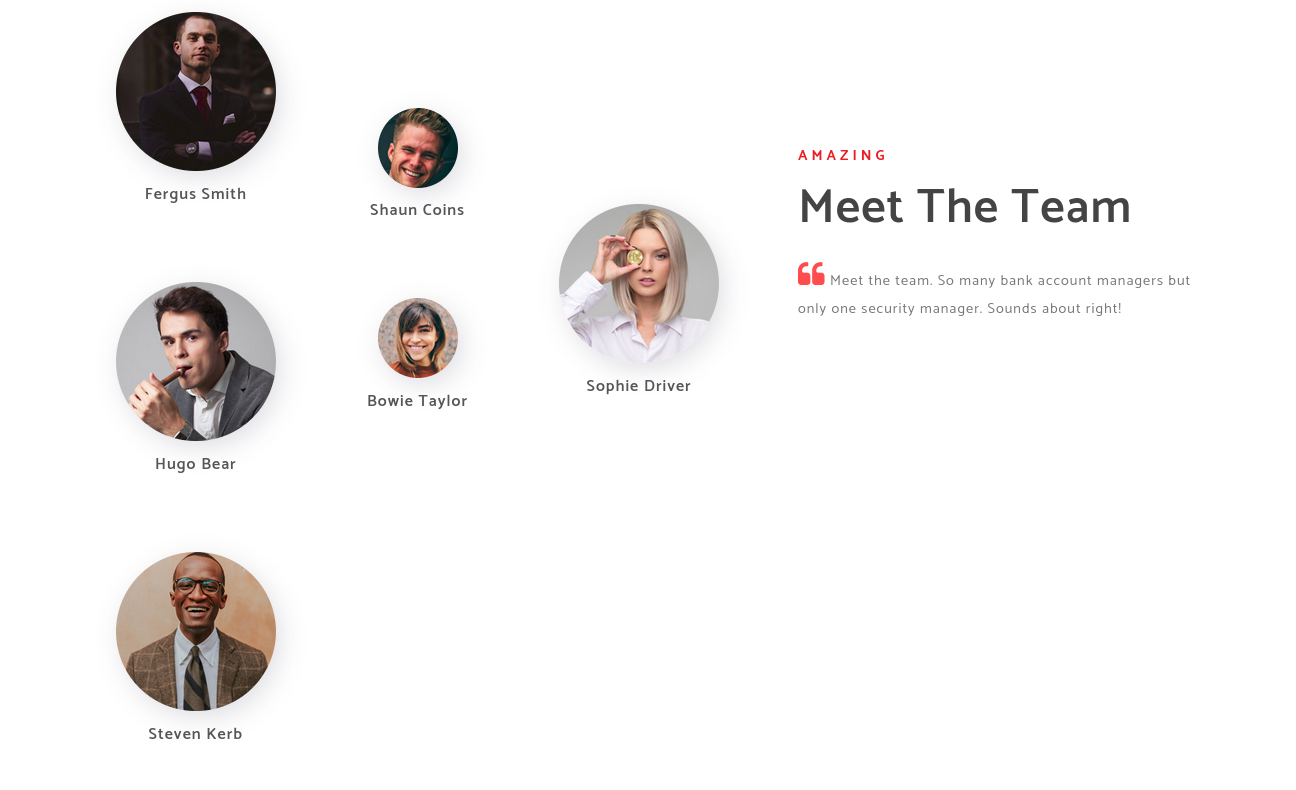 Fergus Smith
Shaun Coins
Sophie Driver
Hugo Bear
Bowie Taylor
Steven Kerb
AMAZING
Meet The Team
Meet the team. So many bank account managers but
only one security manager. Sounds about right!